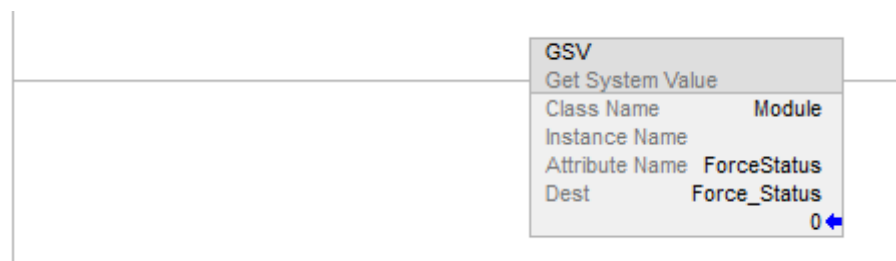 GSV
Get System Value
Class Name Module
Instance Name
Attribute Name ForceStatus
Dest Force_Status
0